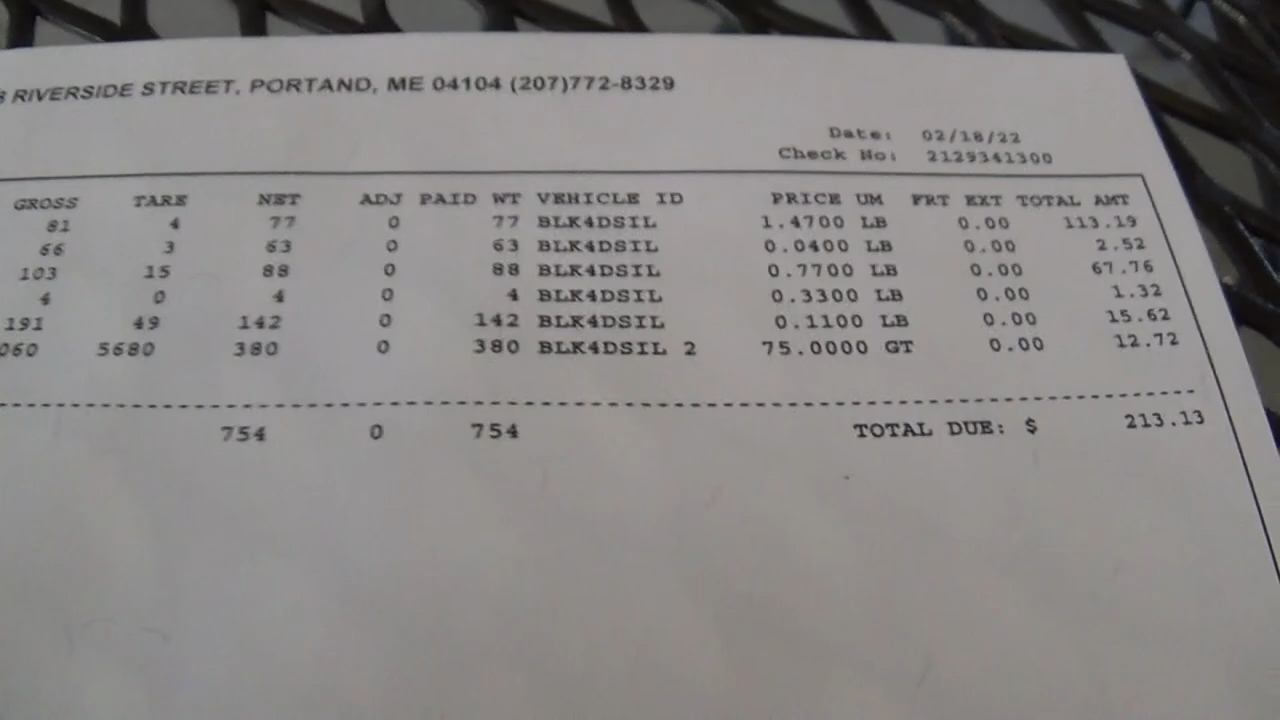 RIVERSIDE STREET, PORTAND, ME 04104 (207)772-8329
Date: 02/18/22
Check No: 2129341300
GROSS TARE NET ADJ PAID WT VEHICLE ID PRICE UM FRT EXT TOTAL AMT
81 4 77 0 77 BLK4DSIL 1.4700 LB 0.00 113.19
66 3 63 0 63 BLK4DSIL 0.0400 LB 0.00 2.52
103 15 88 0 88 BLK4DSIL 0.7700 LB 0.00 67.76
4 0 4 0 4 BLK4DSIL 0.3300 LB 0.00 1.32
191 49 142 0 142 BLK4DSIL 0.1100 LB 0.00 15.62
060 5680 380 0 380 BLK4DSIL 2 75.0000 GT 0.00 12.72
754 0 754 TOTAL DUE: $ 213.13